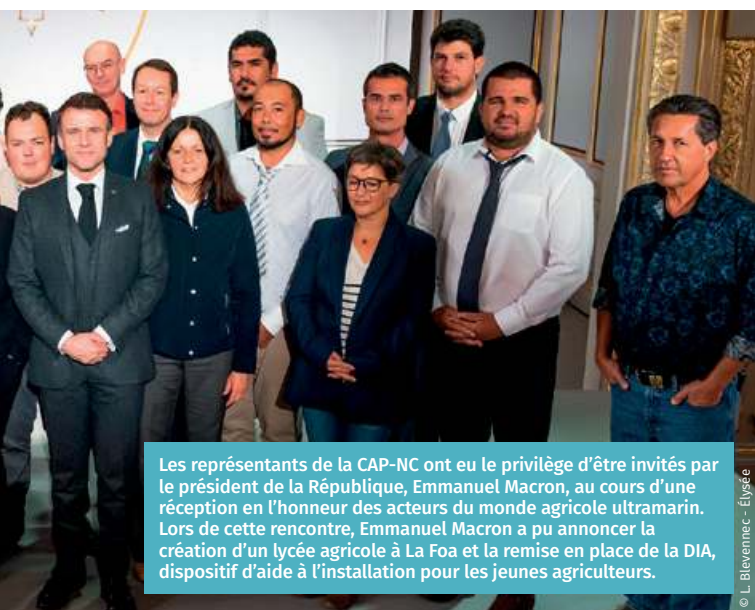 Les représentants de la CAP-NC ont eu le privilège d’être invités par
le président de la République, Emmanuel Macron, au cours d’une
réception en l’honneur des acteurs du monde agricole ultramarin.
Lors de cette rencontre, Emmanuel Macron a pu annoncer la
création d’un lycée agricole à La Foa et la remise en place de la DIA,
dispositif d’aide à l’installation pour les jeunes agriculteurs.
© L. Blevennec - Élysée